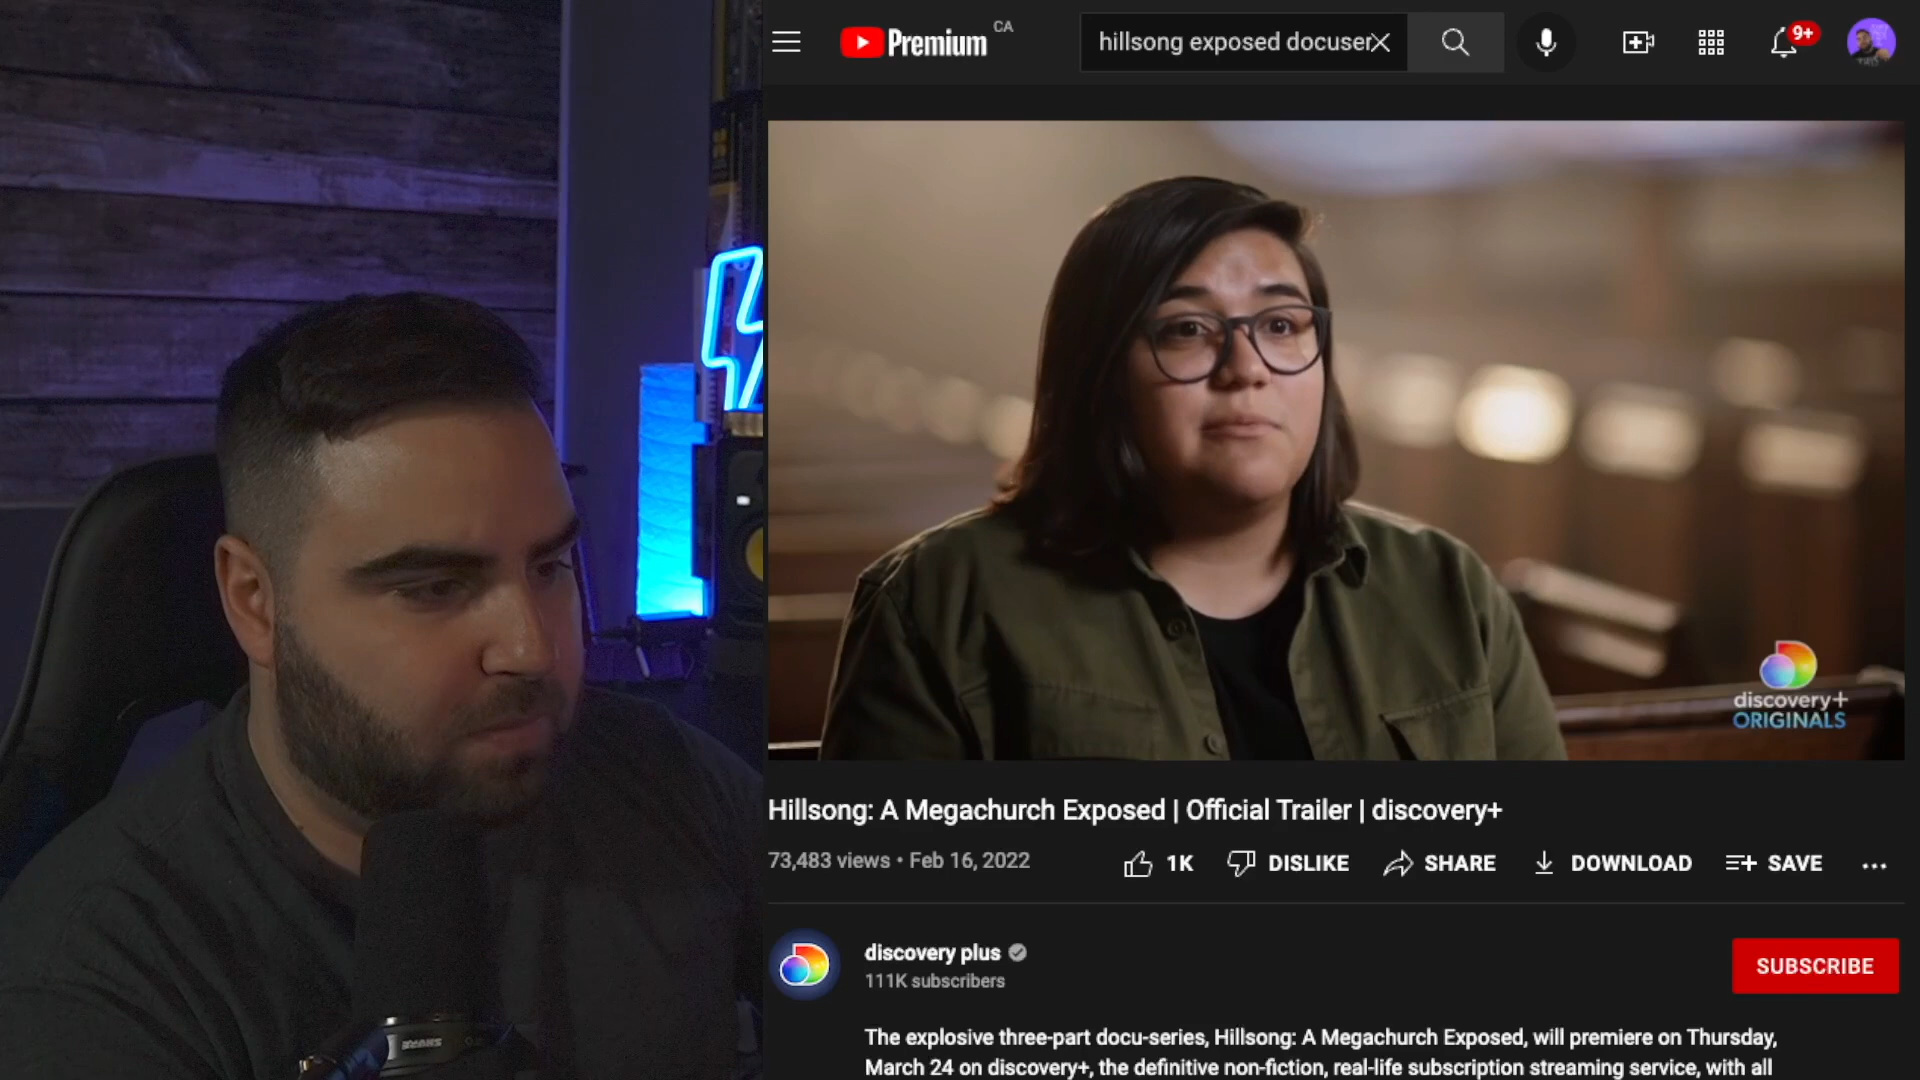 Premium CA
hillsong exposed docuser
9+
discovery+
ORIGINALS
Hillsong: A Megachurch Exposed | Official Trailer | discovery+
73,483 views • Feb 16, 2022
1K DISLIKE SHARE DOWNLOAD SAVE
discovery plus
111K subscribers
SUBSCRIBE
The explosive three-part docu-series, Hillsong: A Megachurch Exposed, will premiere on Thursday,
March 24 on discovery+, the definitive non-fiction, real-life subscription streaming service, with all
SHURE